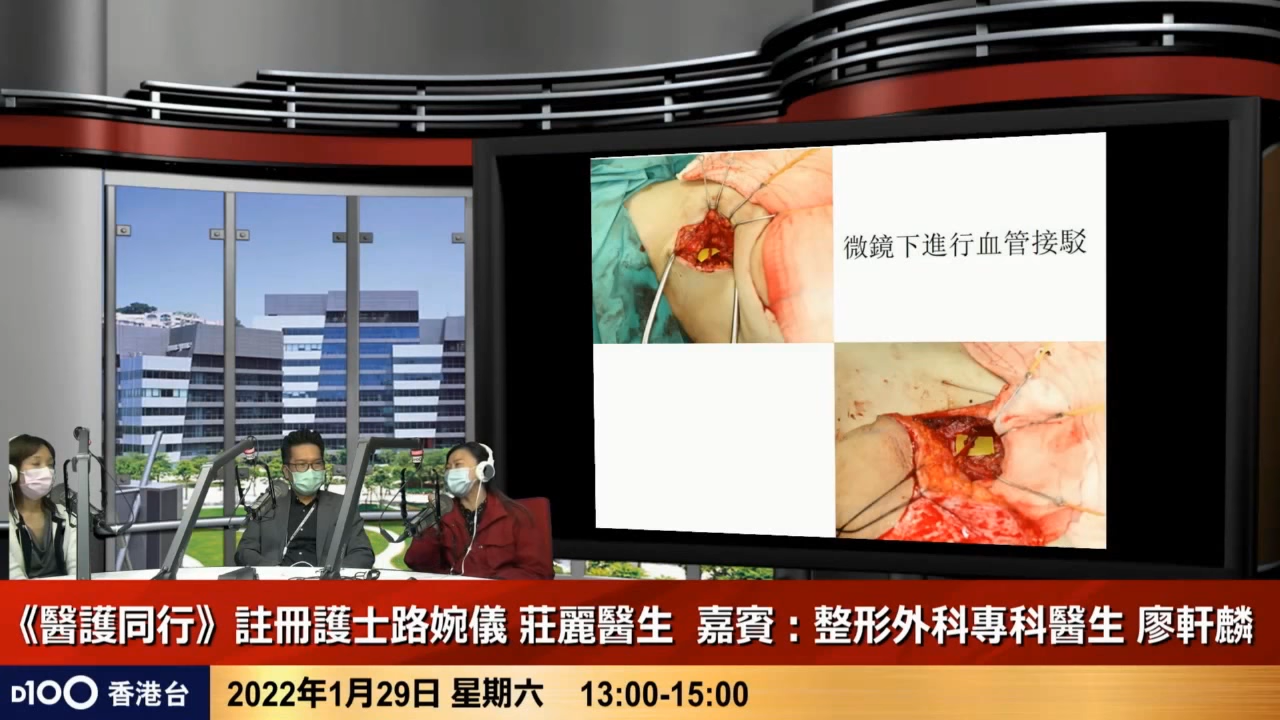 微鏡下進行血管接駁
《醫護同行》註冊護士路婉儀 莊麗醫生 嘉賓：整形外科專科醫生 廖軒麟
D100 香港台 2022年1月29日 星期六 13:00-15:00